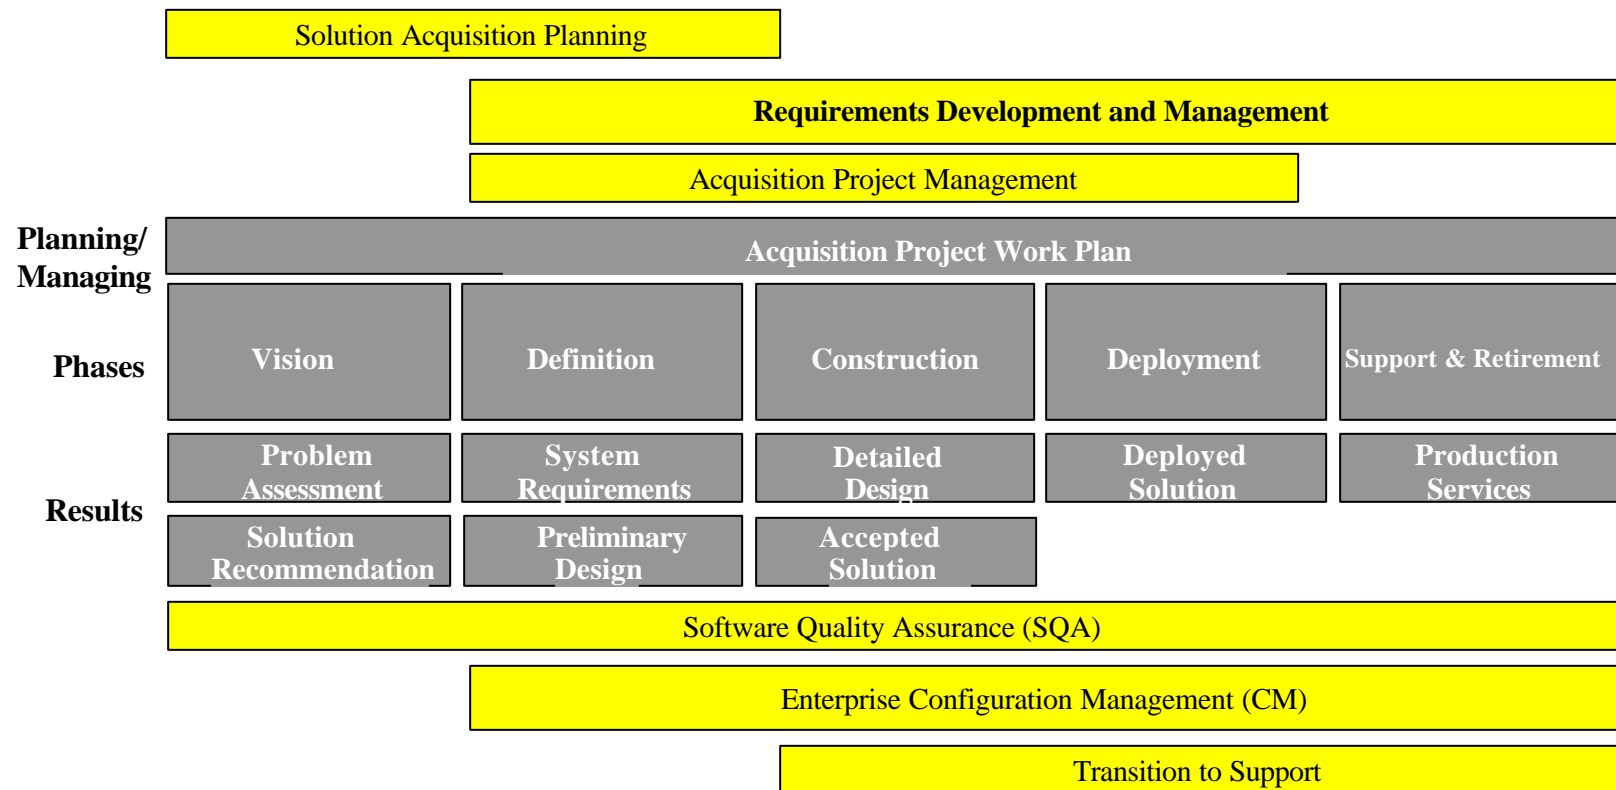 Solution Acquisition Planning
Requirements Development and Management
Acquisition Project Management
Planning/
Managing
Acquisition Project Work Plan
Phases
Vision
Definition
Construction
Deployment
Support & Retirement
Results
Problem
Assessment
System
Requirements
Detailed
Design
Deployed
Solution
Production
Services
Solution
Recommendation
Preliminary
Design
Accepted
Solution
Software Quality Assurance (SQA)
Enterprise Configuration Management (CM)
Transition to Support